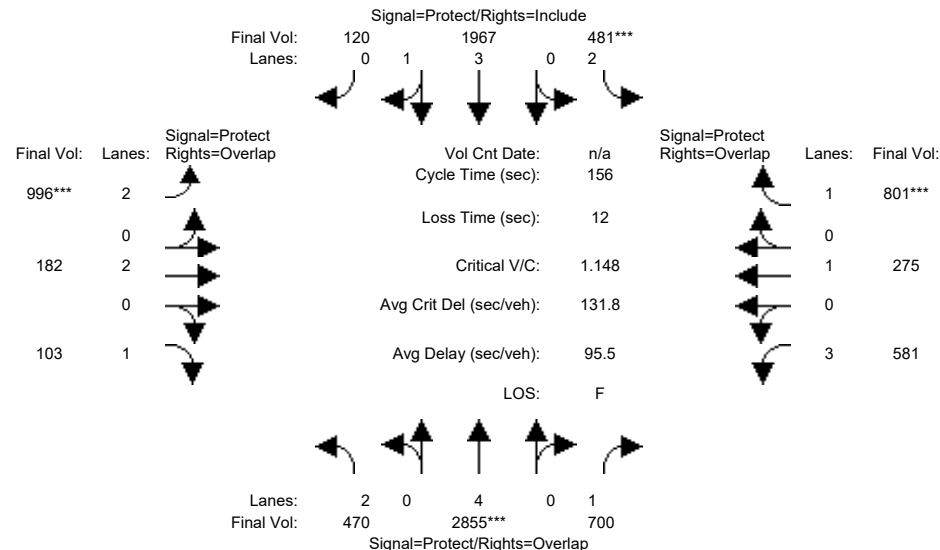 Signal=Protect/Rights=Include
Final Vol: 120 1967 481***
Lanes: 0 1 3 0 2
Signal=Protect Signal=Protect
Final Vol: Lanes: Rights=Overlap Vol Cnt Date: n/a Rights=Overlap Lanes: Final Vol:
Cycle Time (sec): 156
996*** 2 1 801***
Loss Time (sec): 12
0 0
182 2 Critical V/C: 1.148 1 275
0 Avg Crit Del (sec/veh): 131.8 0
103 1 Avg Delay (sec/veh): 95.5 3 581
LOS: F
Lanes: 2 0 4 0 1
Final Vol: 470 2855*** 700
Signal=Protect/Rights=Overlap